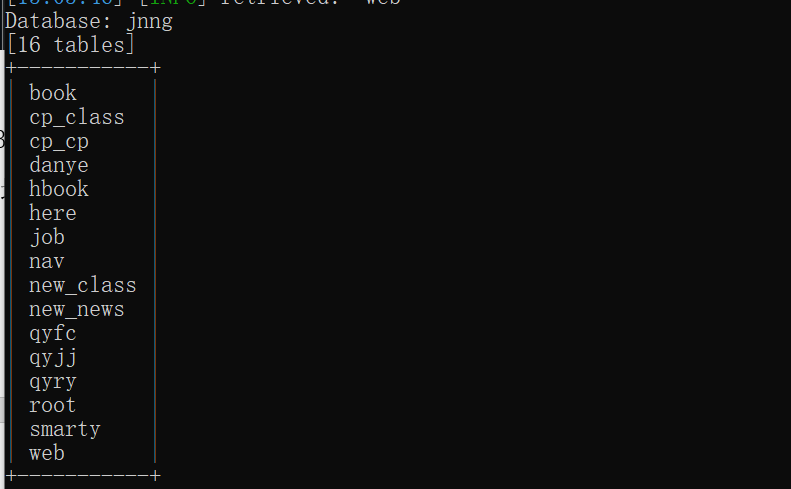 [INFO] retrieved: web
Database: jnng
[16 tables]
+-----------+
| book      |
| cp_class  |
| cp_cp     |
| danye     |
| hbook     |
| here      |
| job       |
| nav       |
| new_class |
| new_news  |
| qyfc      |
| qyjj      |
| qyry      |
| root      |
| smarty    |
| web       |
+-----------+